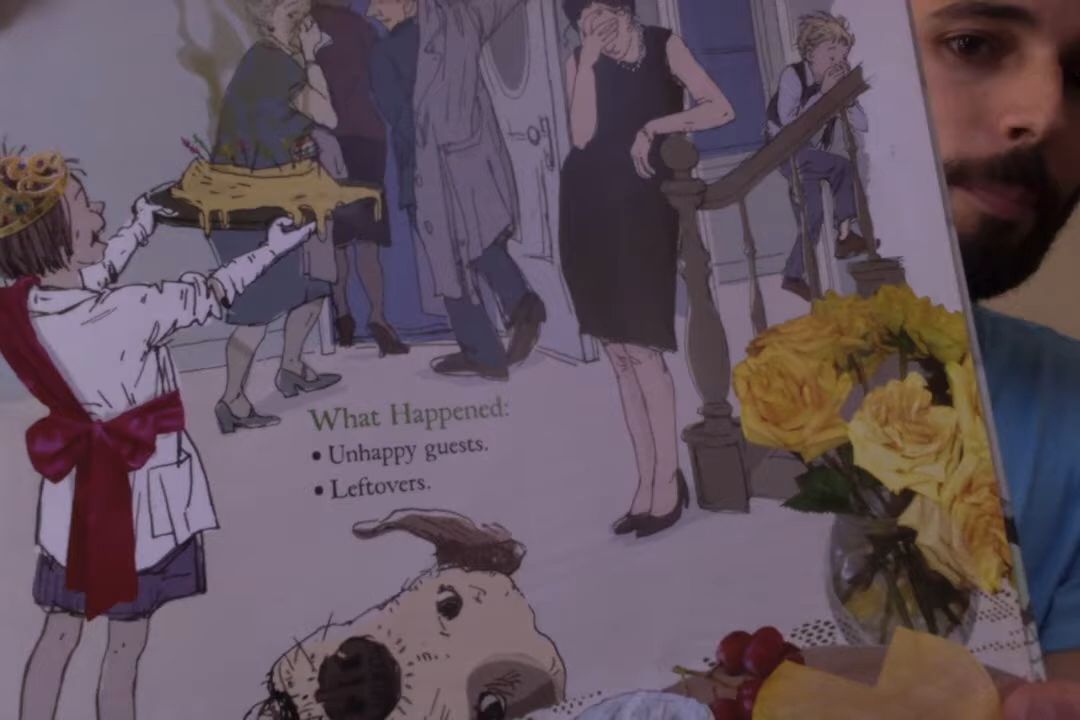 What Happened:
• Unhappy guests.
• Leftovers.